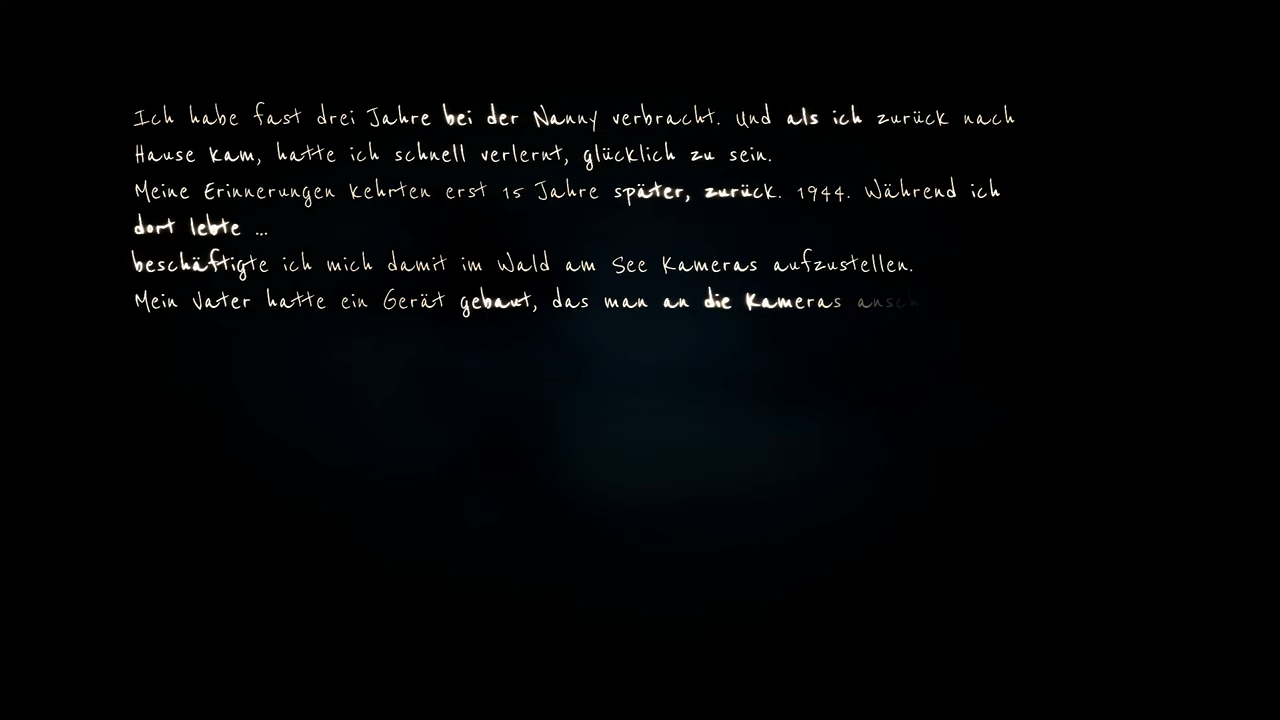 Ich habe fast drei Jahre bei der Nanny verbracht. Und als ich zurück nach
Hause kam, hatte ich schnell verlernt, glücklich zu sein.
Meine Erinnerungen kehrten erst 15 Jahre später, zurück. 1944. Während ich
dort lebte ...
beschäftigte ich mich damit im Wald am See Kameras aufzustellen.
Mein Vater hatte ein Gerät gebaut, das man an die Kameras ansch